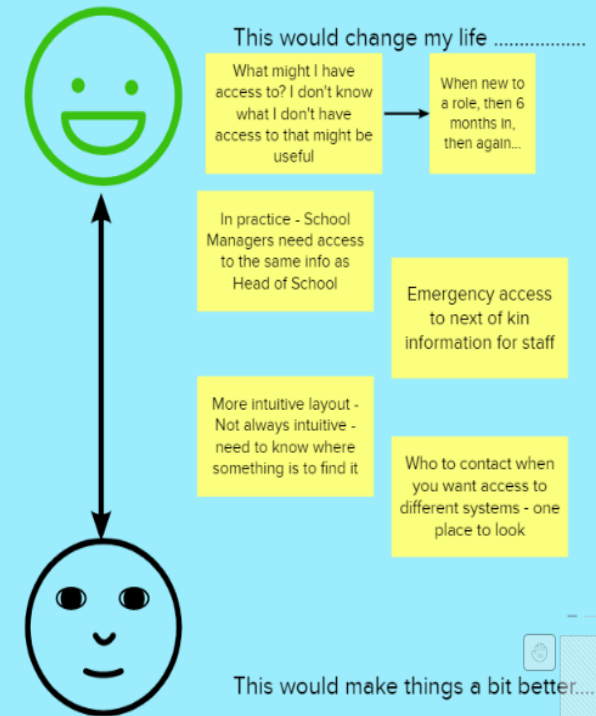 This would change my life .................
What might I have
access to? I don't know
what I don't have
access to that might be
useful
When new to
a role, then 6
months in,
then again...
In practice - School
Managers need access
to the same info as
Head of School
Emergency access
to next of kin
information for staff
More intuitive layout -
Not always intuitive -
need to know where
something is to find it
Who to contact when
you want access to
different systems - one
place to look
This would make things a bit better....